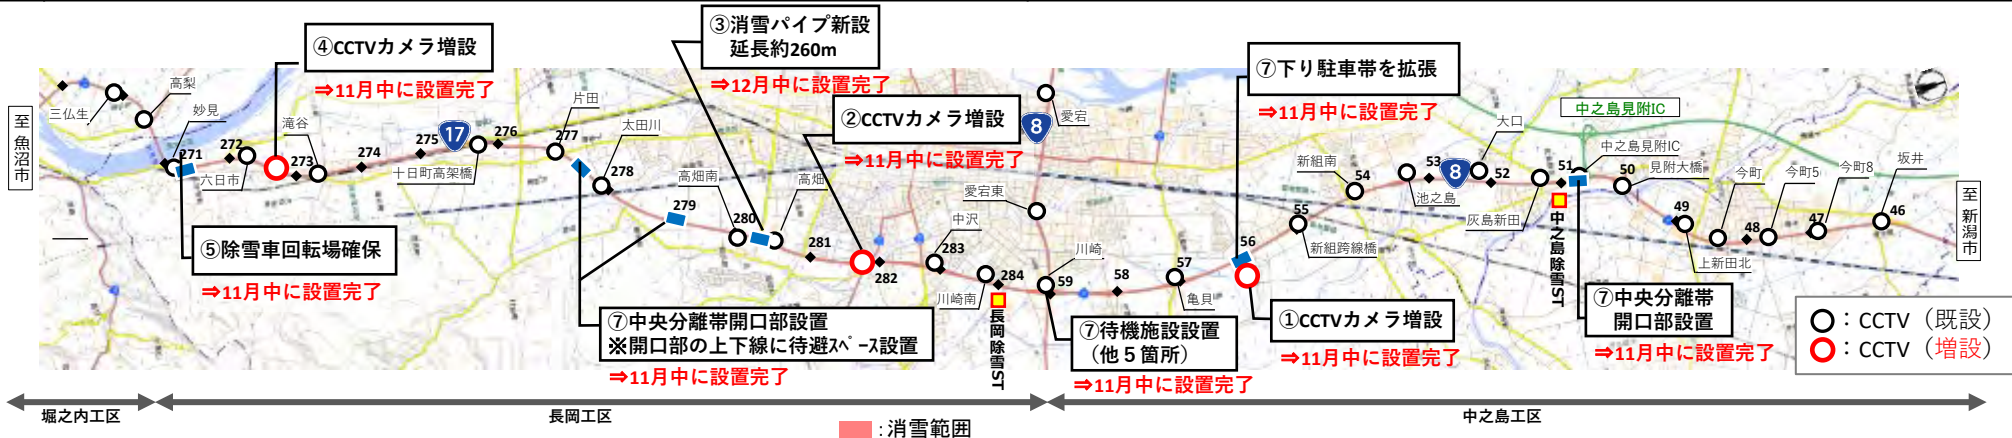 ④CCTVカメラ増設
⇒11月中に設置完了
③消雪パイプ新設
延長約260m
⇒12月中に設置完了
②CCTVカメラ増設
⇒11月中に設置完了
⑦下り駐車帯を拡張
⇒11月中に設置完了
中之島見附IC
至魚沼市
三仏生
高梨
妙見
271
272
六日市
滝谷
273
274
275
17
十日町高架橋
276
片田
277
太田川
278
279
高畑南
280
高畑
281
282
中沢
283
川崎南
284
長岡除雪ST
8
愛宕
愛宕東
川崎
59
58
57
亀貝
56
55
新組跨線橋
新組南
54
池之島
53
8
大口
52
灰島新田
51
中之島見附IC
中之島除雪ST
50
見附大橋
49
上新田北
今町
48
今町5
47
今町8
坂井
46
至新潟市
⑤除雪車回転場確保
⇒11月中に設置完了
⑦中央分離帯開口部設置
※開口部の上下線に待避ｽﾍﾟｰｽ設置
⇒11月中に設置完了
⑦待機施設設置
（他５箇所）
⇒11月中に設置完了
①CCTVカメラ増設
⇒11月中に設置完了
⑦中央分離帯
開口部設置
⇒11月中に設置完了
：CCTV（既設）
：CCTV（増設）
堀之内工区
長岡工区
中之島工区
：消雪範囲